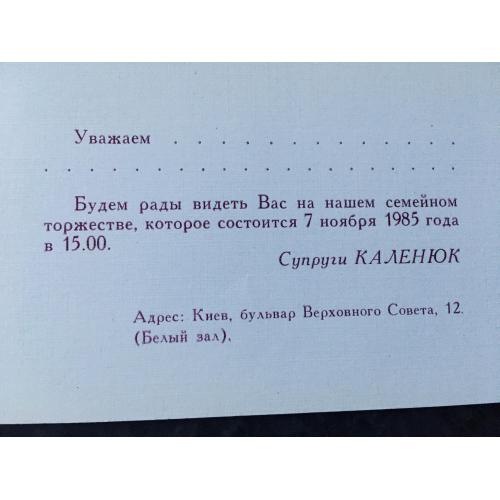 Уважаем . . . . . . . . . . . . . . .
. . . . . . . . . . . . . . . . . . . . . . .
Будем рады видеть Вас на нашем семейном
торжестве, которое состоится 7 ноября 1985 года
в 15.00.
Супруги КАЛЕНЮК
Адрес: Киев, бульвар Верховного Совета, 12.
(Белый зал).